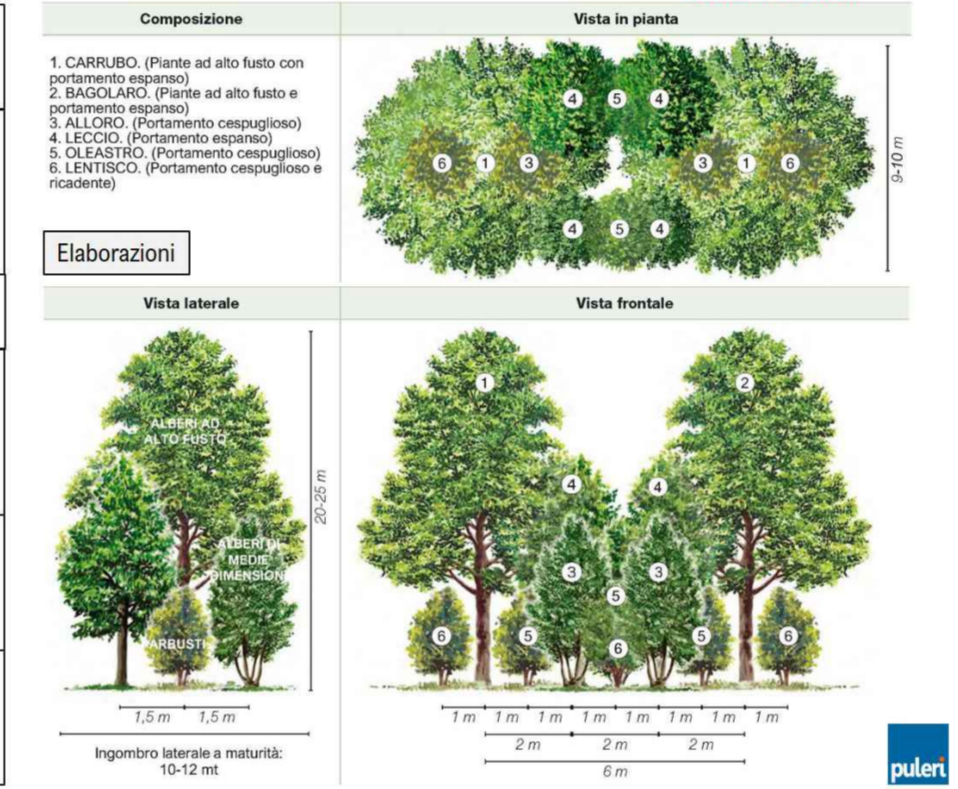 Composizione
1. CARRUBO. (Piante ad alto fusto con
portamento espanso)
2. BAGOLARO. (Piante ad alto fusto e
portamento espanso)
3. ALLORO. (Portamento cespuglioso)
4. LECCIO. (Portamento espanso)
5. OLEASTRO. (Portamento cespuglioso)
6. LENTISCO. (Portamento cespuglioso e
ricadente)
Elaborazioni
Vista in pianta
4 5 4
6 1 3 3 1 6
4 5 4
9-10 m
Vista laterale
ALBERI AD
ALTO FUSTO
ALBERI DI
MEDIE
DIMENSIONI
ARBUSTI
20-25 m
1,5 m 1,5 m
Ingombro laterale a maturità:
10-12 mt
Vista frontale
1 2
4 4
3 3
5
6 5 6 5 6
1 m 1 m 1 m 1 m 1 m 1 m 1 m 1 m
2 m 2 m 2 m
6 m
puleri